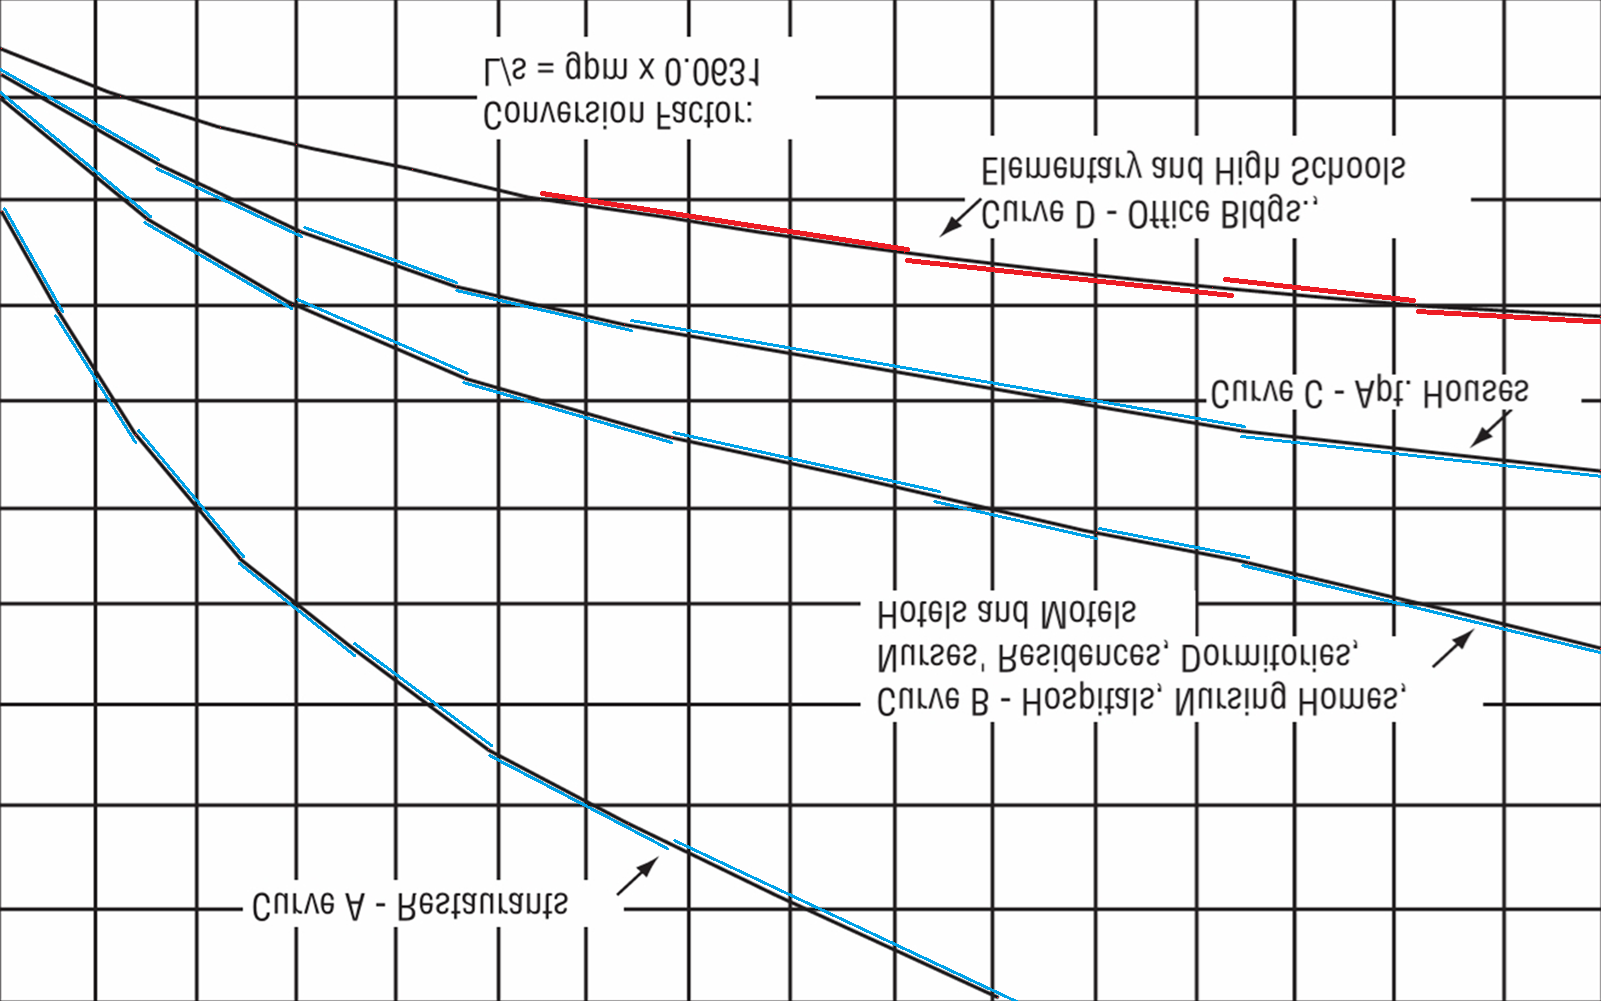 Curve A - Restaurants
Curve B - Hospitals, Nursing Homes,
Nurses' Residences, Dormitories,
Hotels and Motels
Curve C - Apt. Houses
Curve D - Office Bldgs.,
Elementary and High Schools
Conversion Factor:
L/s = gpm x 0.0631